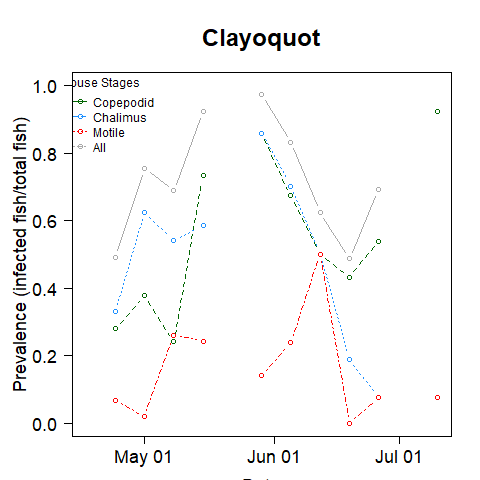 Clayoquot
Prevalence (infected fish/total fish)
1.0
0.8
0.6
0.4
0.2
0.0
Stages
Copepodid
Chalimus
Motile
All
May 01
Jun 01
Jul 01